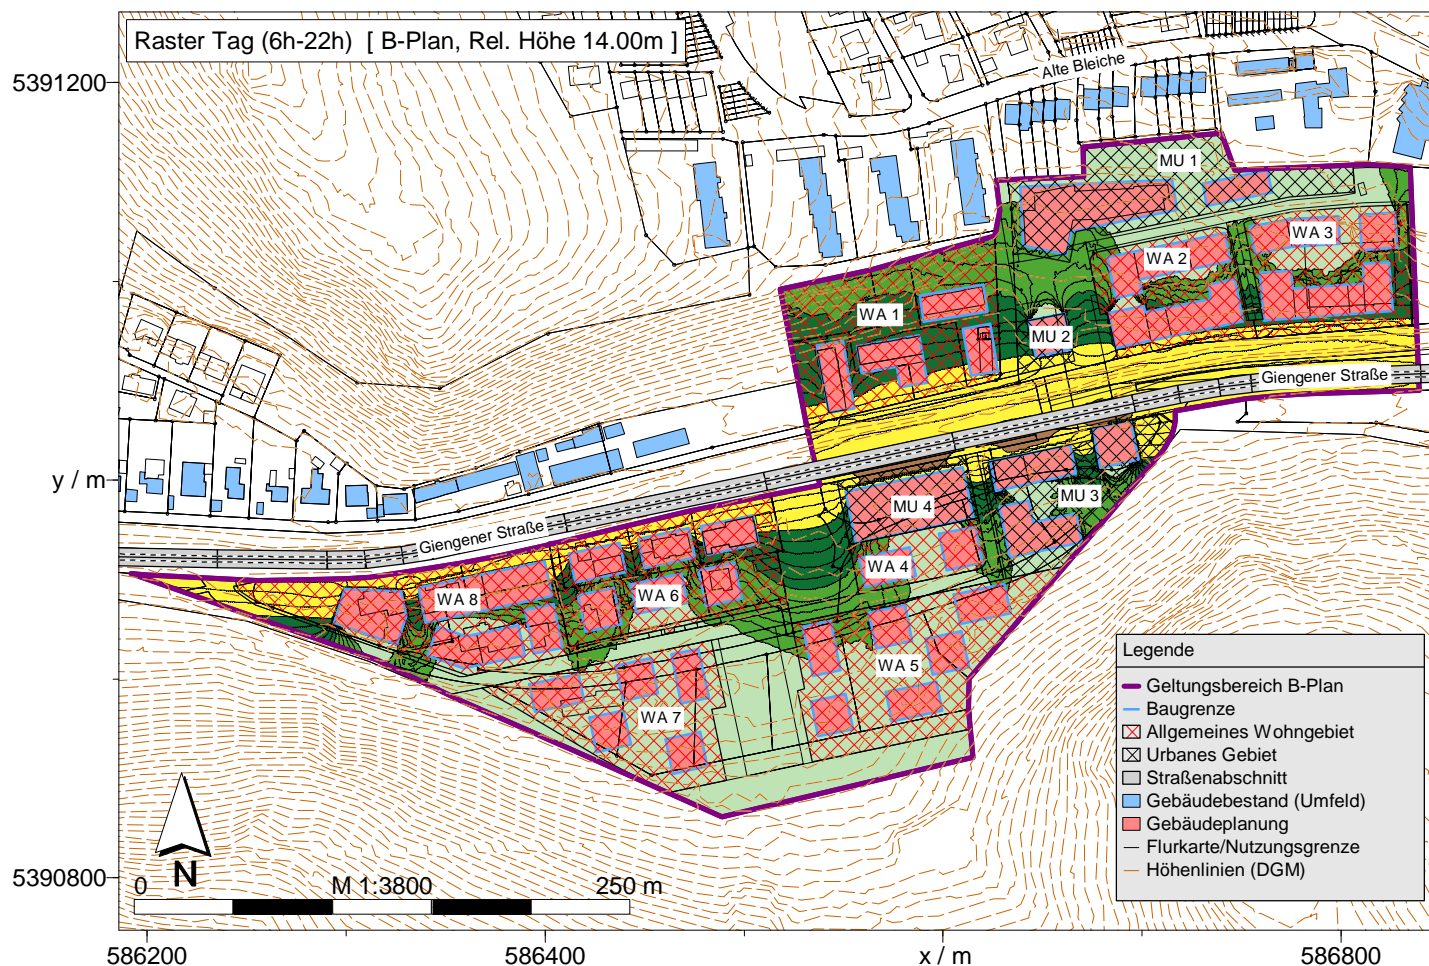 Raster Tag (6h-22h) [ B-Plan, Rel. Höhe 14.00m ]
5391200
Alte Bleiche
MU 1
WA 3
WA 2
WA 1
MU 2
Giengener Straße
y / m
MU 3
MU 4
Giengener Straße
WA 4
WA 8
WA 6
WA 5
WA 7
Legende
Geltungsbereich B-Plan
Baugrenze
Allgemeines Wohngebiet
Urbanes Gebiet
Straßenabschnitt
Gebäudebestand (Umfeld)
Gebäudeplanung
Flurkarte/Nutzungsgrenze
Höhenlinien (DGM)
N
5390800
0 M 1:3800 250 m
586200 586400 x / m 586800